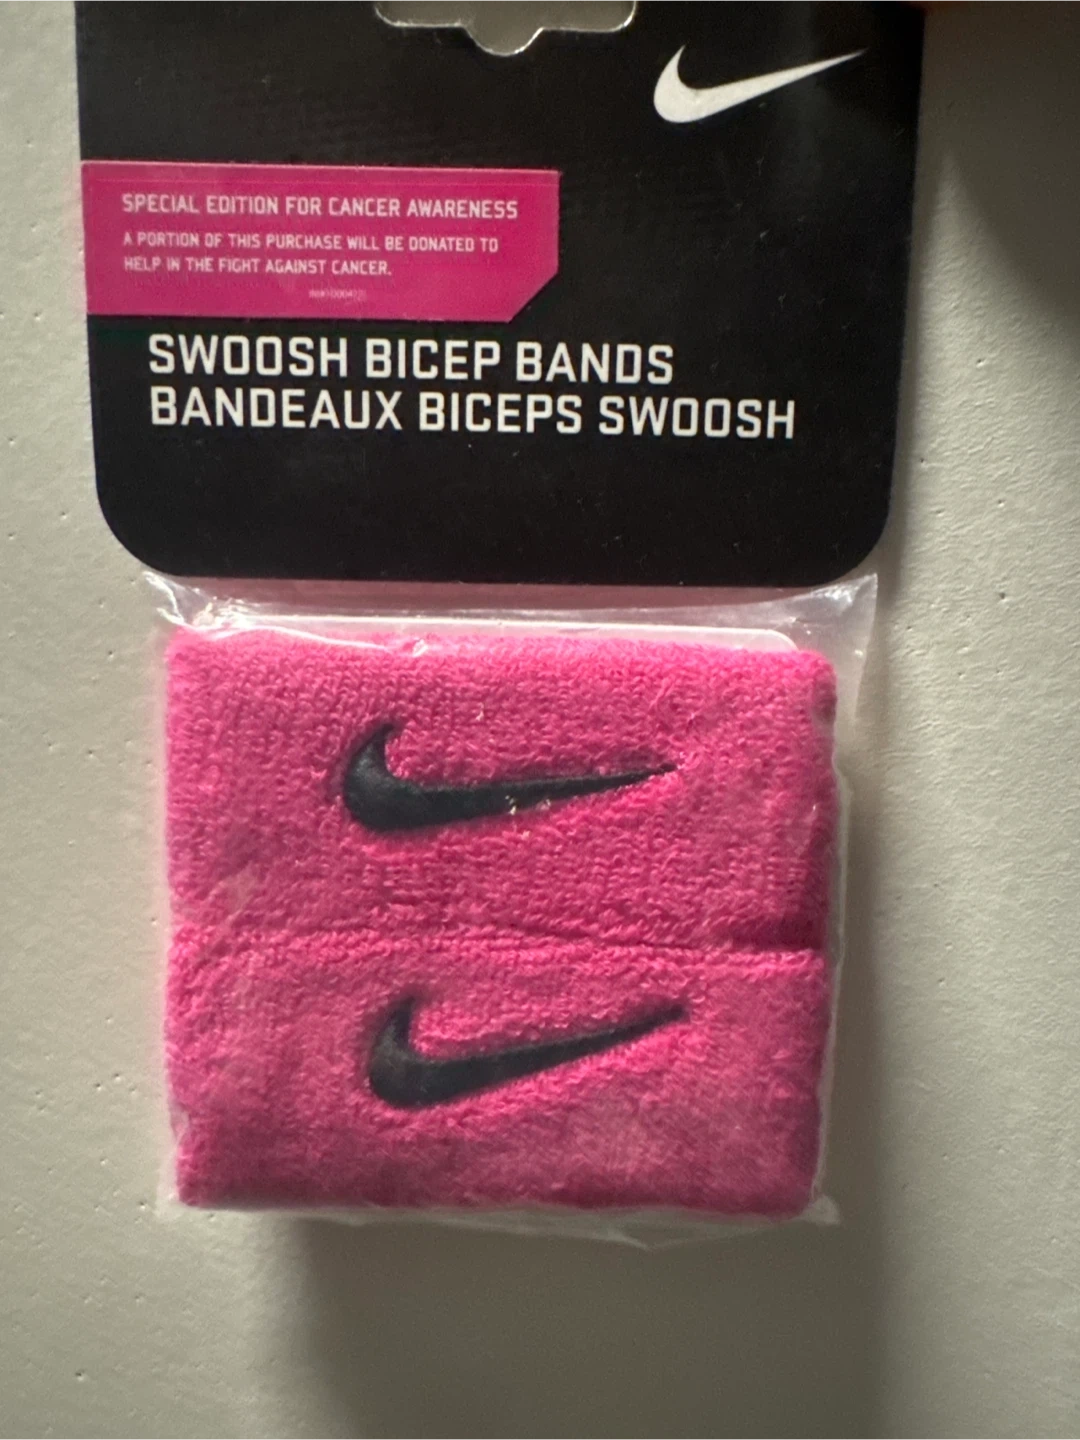 SPECIAL EDITION FOR CANCER AWARENESS
A PORTION OF THIS PURCHASE WILL BE DONATED TO
HELP IN THE FIGHT AGAINST CANCER.
SWOOSH BICEP BANDS
BANDEAUX BICEPS SWOOSH